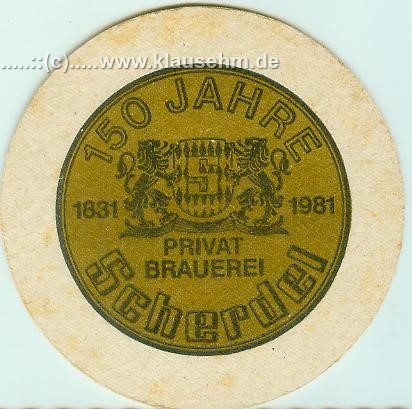 .....::(c).....www.klausehm.de
150 JAHRE
1831 1981
S
PRIVAT
BRAUEREI
Scherdel